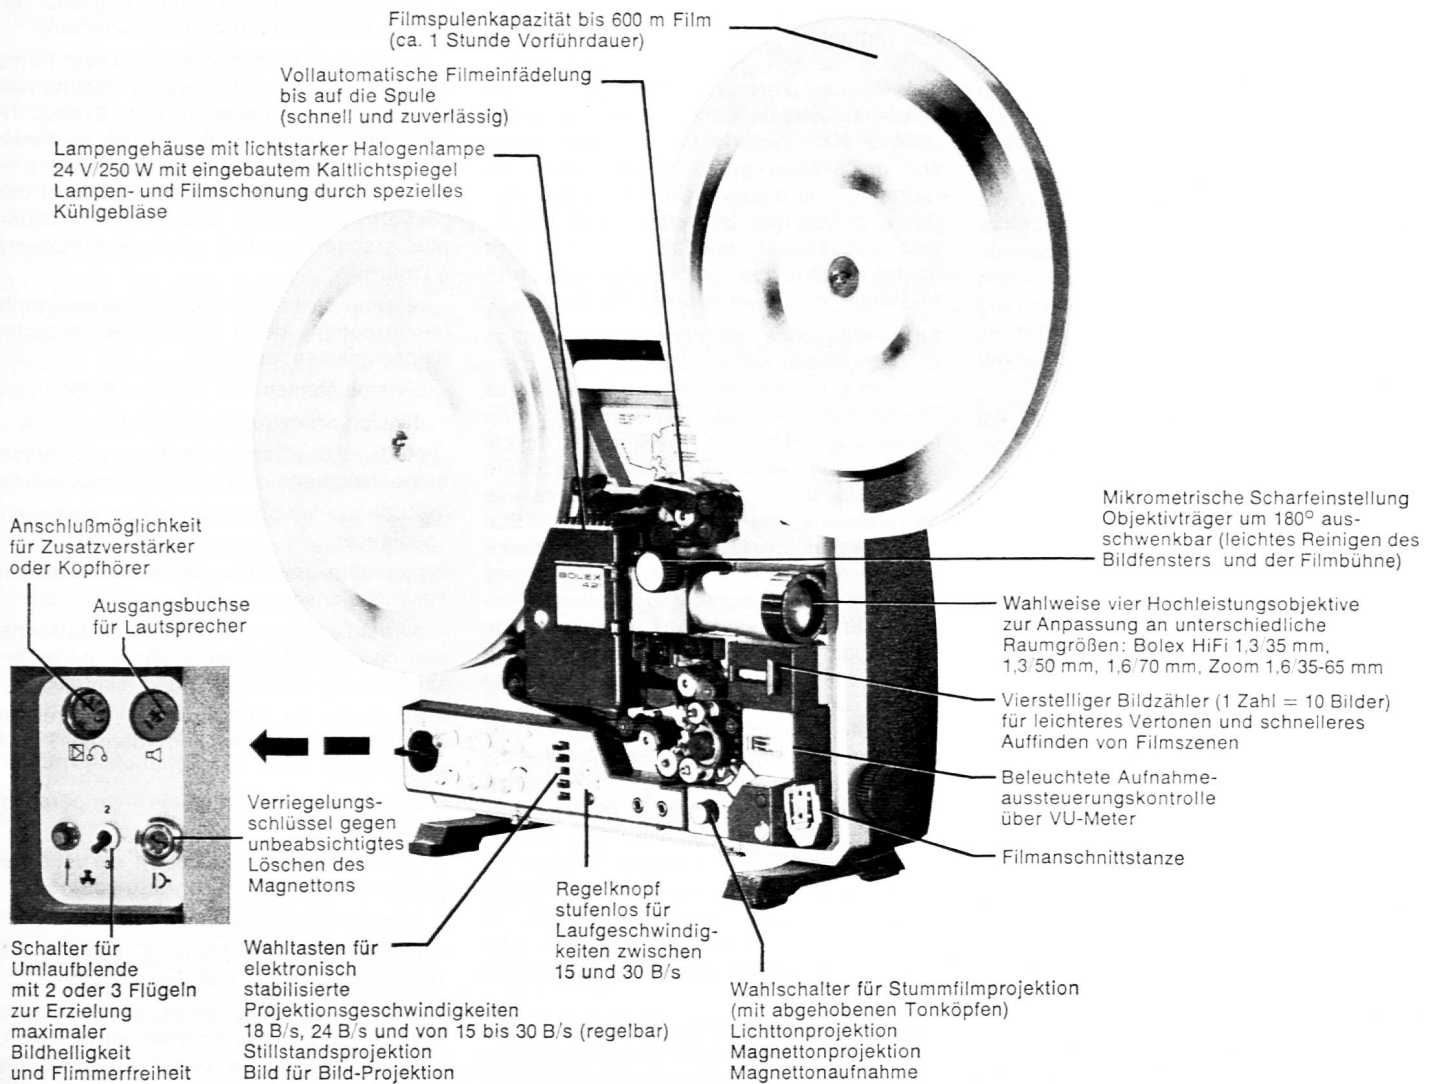 Filmspulenkapazität bis 600 m Film
(ca. 1 Stunde Vorführdauer)
Vollautomatische Filmeinfädelung
bis auf die Spule
(schnell und zuverlässig)
Lampengehäuse mit lichtstarker Halogenlampe
24 V/250 W mit eingebautem Kaltlichtspiegel
Lampen- und Filmschonung durch spezielles
Kühlgebläse
Mikrometrische Scharfeinstellung
Objektivträger um 180° aus-
schwenkbar (leichtes Reinigen des
Bildfensters und der Filmbühne)
Anschlußmöglichkeit
für Zusatzverstärker
oder Kopfhörer
Ausgangsbuchse
für Lautsprecher
BOLEX
421
Wahlweise vier Hochleistungsobjektive
zur Anpassung an unterschiedliche
Raumgrößen: Bolex HiFi 1,3/35 mm,
1,3/50 mm, 1,6/70 mm, Zoom 1,6/35-65 mm
Vierstelliger Bildzähler (1 Zahl = 10 Bilder)
für leichteres Vertonen und schnelleres
Auffinden von Filmszenen
Beleuchtete Aufnahme-
aussteuerungskontrolle
über VU-Meter
Filmanschnittstanze
2
3
Verriegelungs-
schlüssel gegen
unbeabsichtigtes
Löschen des
Magnettons
Schalter für
Umlaufblende
mit 2 oder 3 Flügeln
zur Erzielung
maximaler
Bildhelligkeit
und Flimmerfreiheit
Wahltasten für
elektronisch
stabilisierte
Projektionsgeschwindigkeiten
18 B/s, 24 B/s und von 15 bis 30 B/s (regelbar)
Stillstandsprojektion
Bild für Bild-Projektion
Regelknopf
stufenlos für
Laufgeschwindig-
keiten zwischen
15 und 30 B/s
Wahlschalter für Stummfilmprojektion
(mit abgehobenen Tonköpfen)
Lichttonprojektion
Magnettonprojektion
Magnettonaufnahme